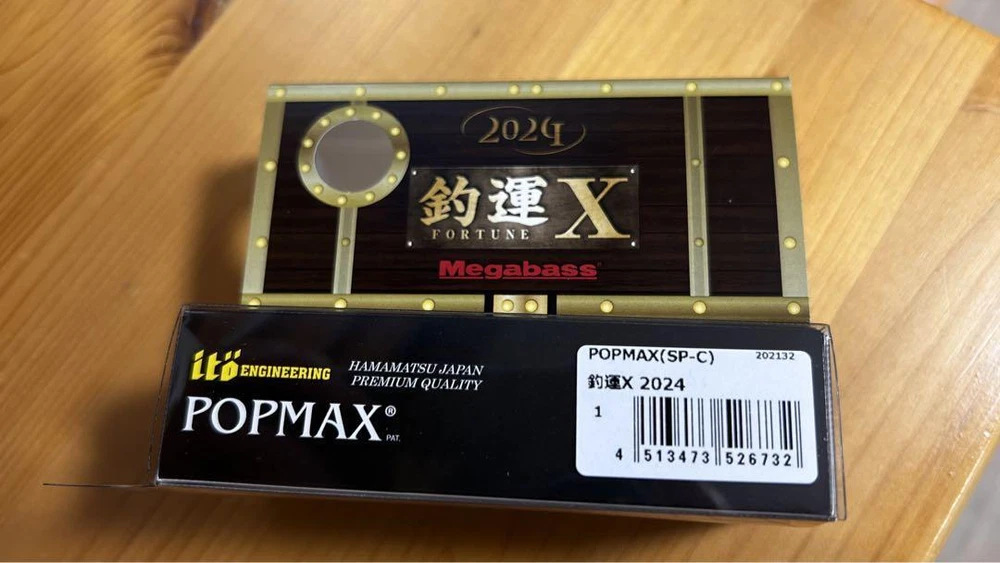 2024
釣運X
FORTUNE
Megabass
itö ENGINEERING
HAMAMATSU JAPAN
PREMIUM QUALITY
POPMAX®
PAT.
POPMAX(SP-C)
202132
釣運X 2024
1
4 513473 526732